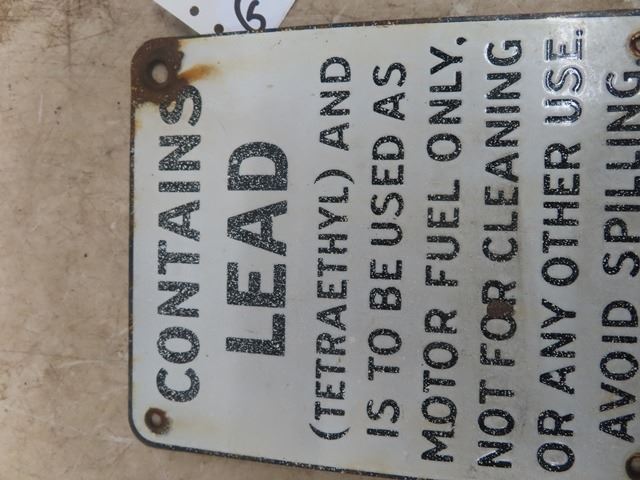 CONTAINS
LEAD
(TETRAETHYL) AND
IS TO BE USED AS
MOTOR FUEL ONLY,
NOT FOR CLEANING
OR ANY OTHER USE.
AVOID SPILLING